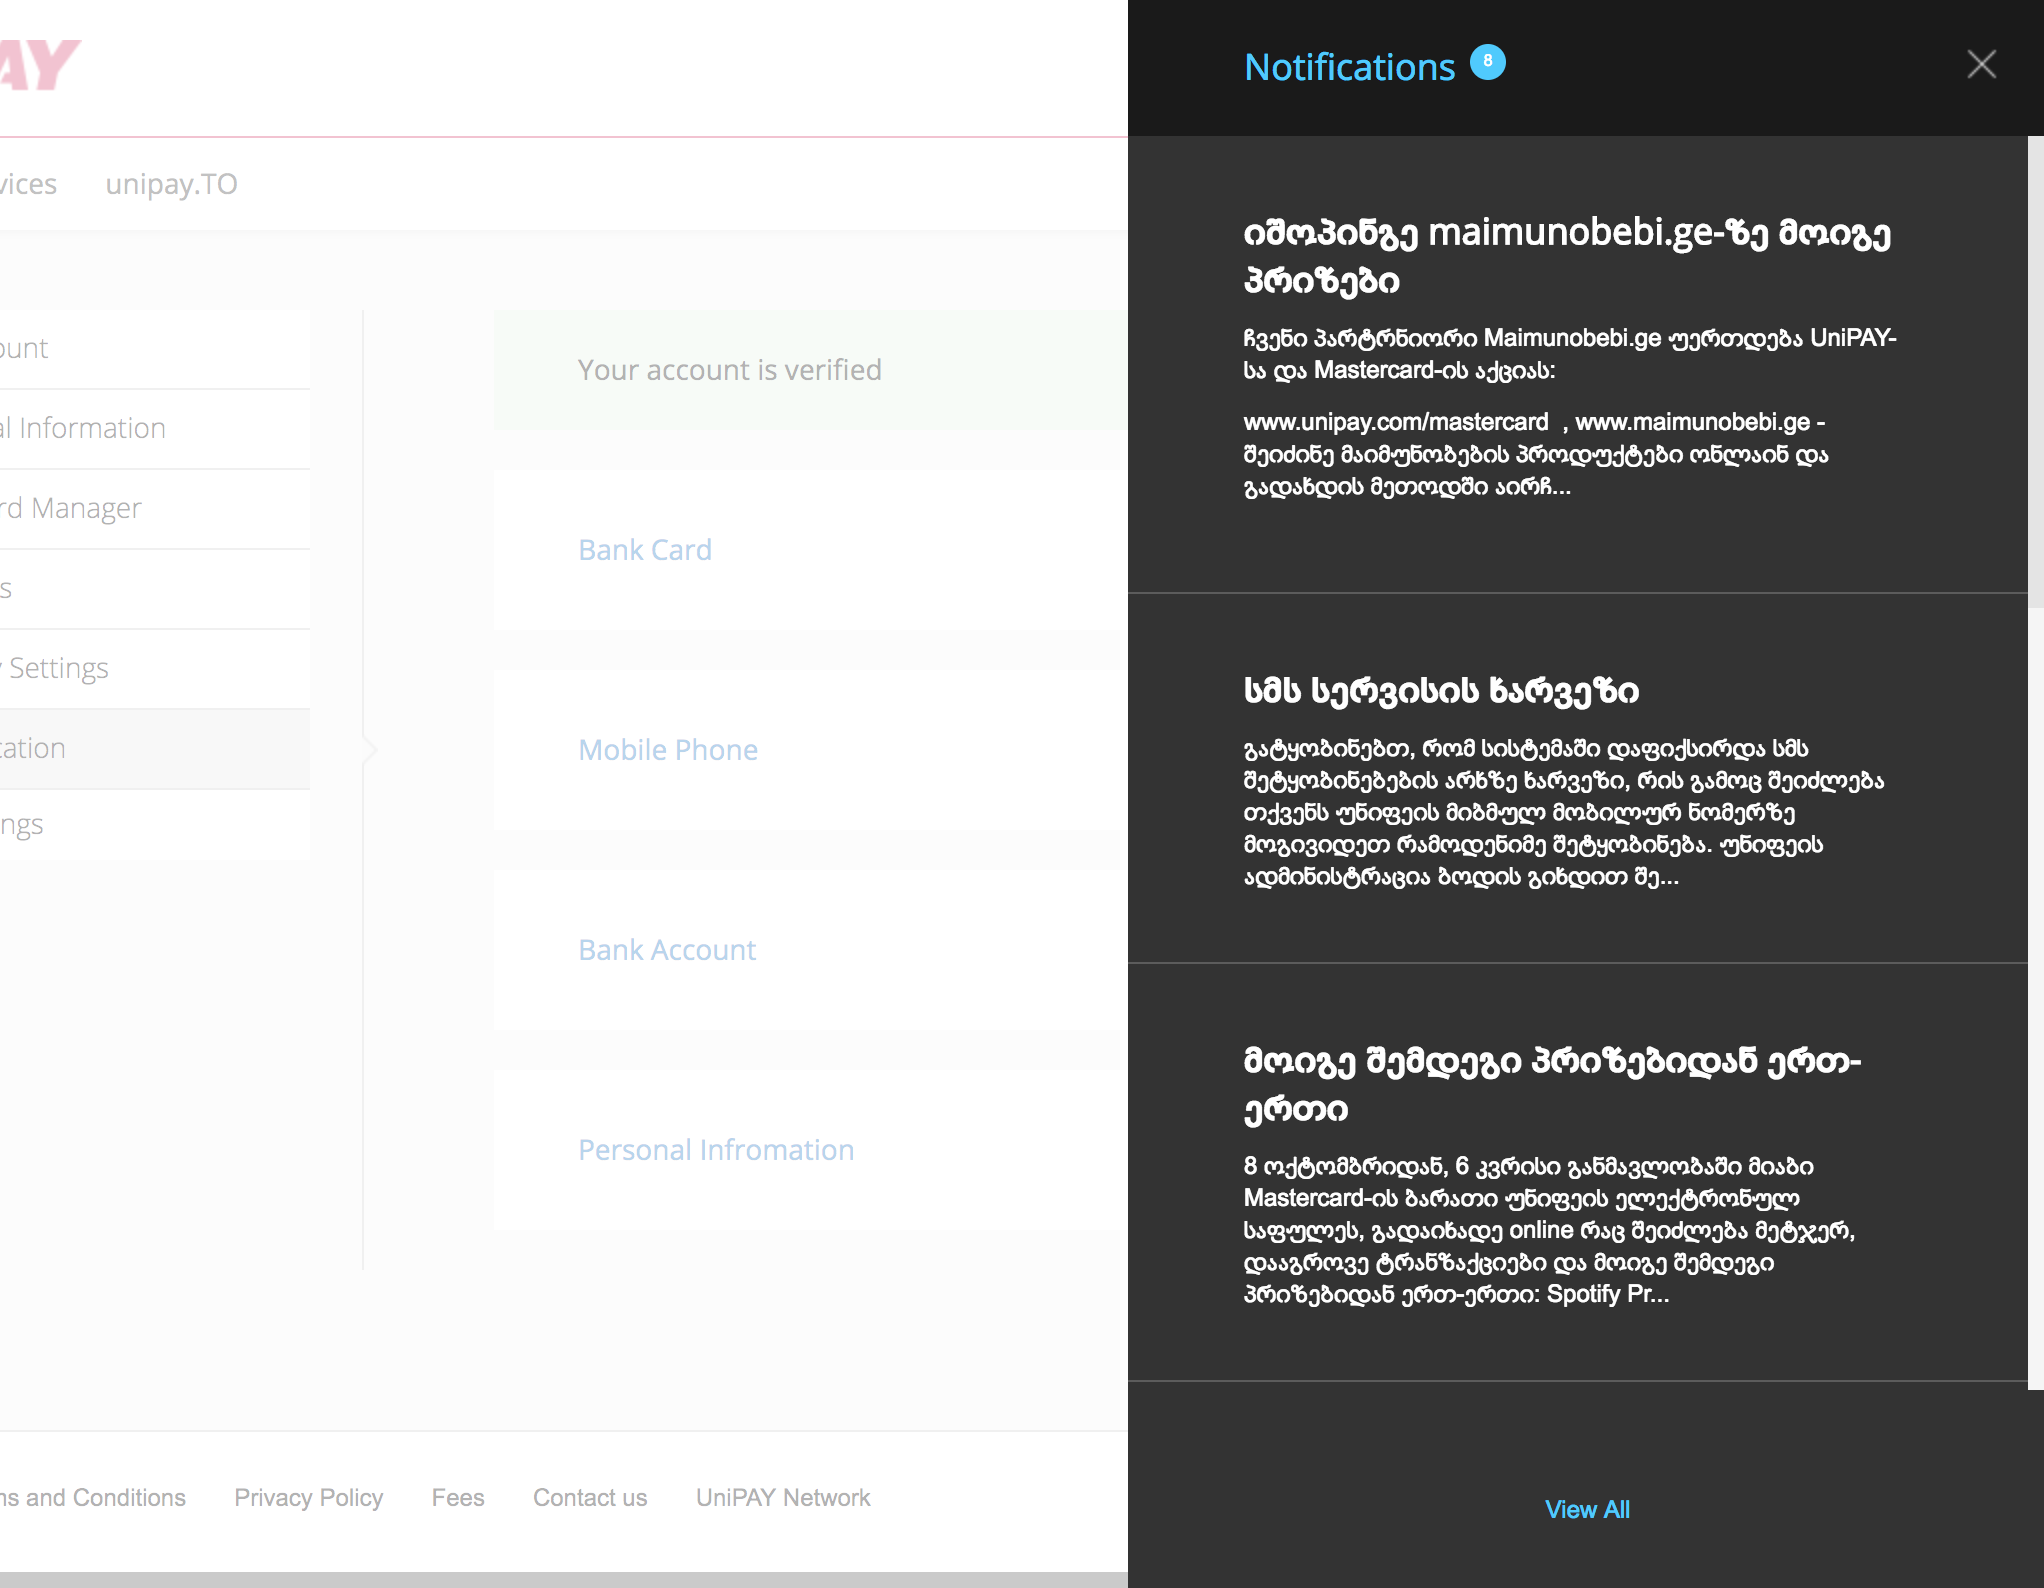 AY
Notifications 8
vices unipay.TO
იშოპინგე maimunobebi.ge-ზე მოიგე
პრიზები
ount
ჩვენი პარტრნიორი Maimunobebi.ge უერთდება UniPAY-
სა და Mastercard-ის აქციას:
Your account is verified
al Information
www.unipay.com/mastercard , www.maimunobebi.ge -
შეიძინე მაიმუნობების პროდუქტები ონლაინ და
გადახდის მეთოდში აირჩ...
rd Manager
Bank Card
s
y Settings
სმს სერვისის ხარვეზი
cation
Mobile Phone
გატყობინებთ, რომ სისტემაში დაფიქსირდა სმს
შეტყობინებების არხზე ხარვეზი, რის გამოც შეიძლება
თქვენს უნიფეის მიბმულ მობილურ ნომერზე
მოგივიდეთ რამოდენიმე შეტყობინება. უნიფეის
ადმინისტრაცია ბოდის გიხდით შე...
ngs
Bank Account
მოიგე შემდეგი პრიზებიდან ერთ-
ერთი
Personal Infromation
8 ოქტომბრიდან, 6 კვრისი განმავლობაში მიაბი
Mastercard-ის ბარათი უნიფეის ელექტრონულ
საფულეს, გადაიხადე online რაც შეიძლება მეტჯერ,
დააგროვე ტრანზაქციები და მოიგე შემდეგი
პრიზებიდან ერთ-ერთი: Spotify Pr...
ms and Conditions Privacy Policy Fees Contact us UniPAY Network
View All